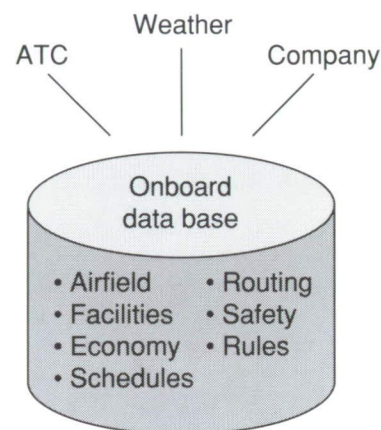 Weather
ATC
Company
Onboard
data base
• Airfield
• Facilities
• Economy
• Schedules
• Routing
• Safety
• Rules